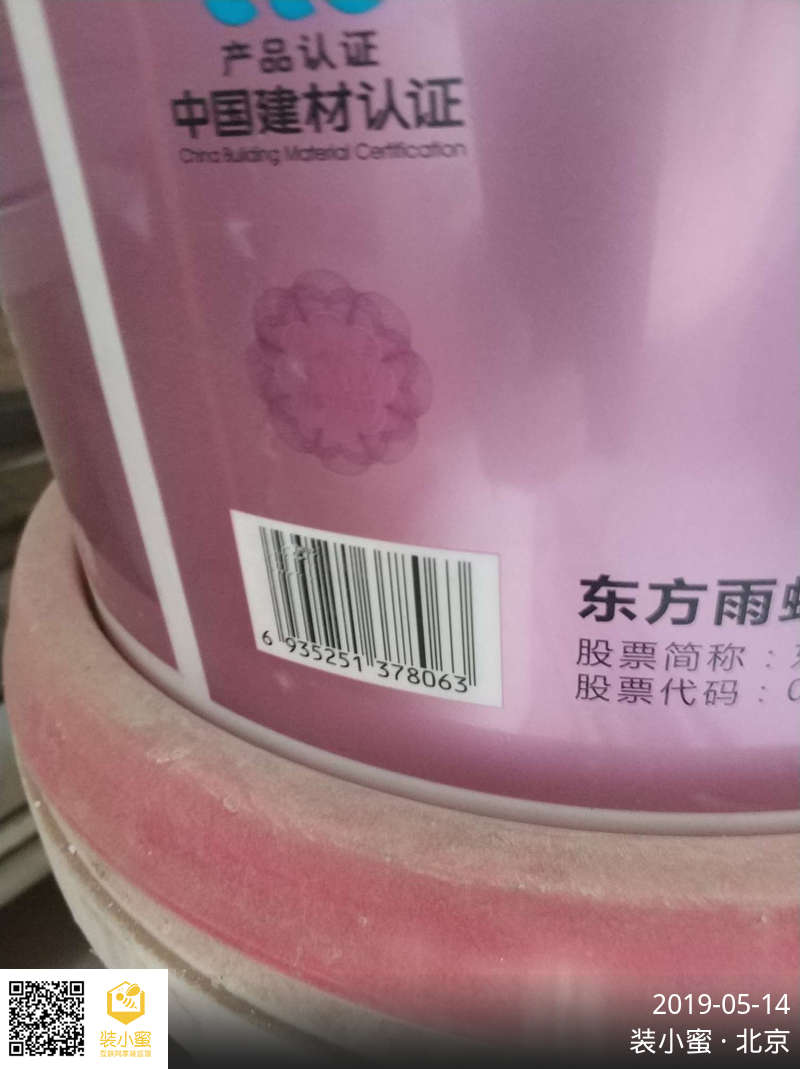 产品认证
中国建材认证
China Building Material Certification
6 935251 378063
东方雨
股票简称：
股票代码：0
装小蜜
2019-05-14
装小蜜·北京